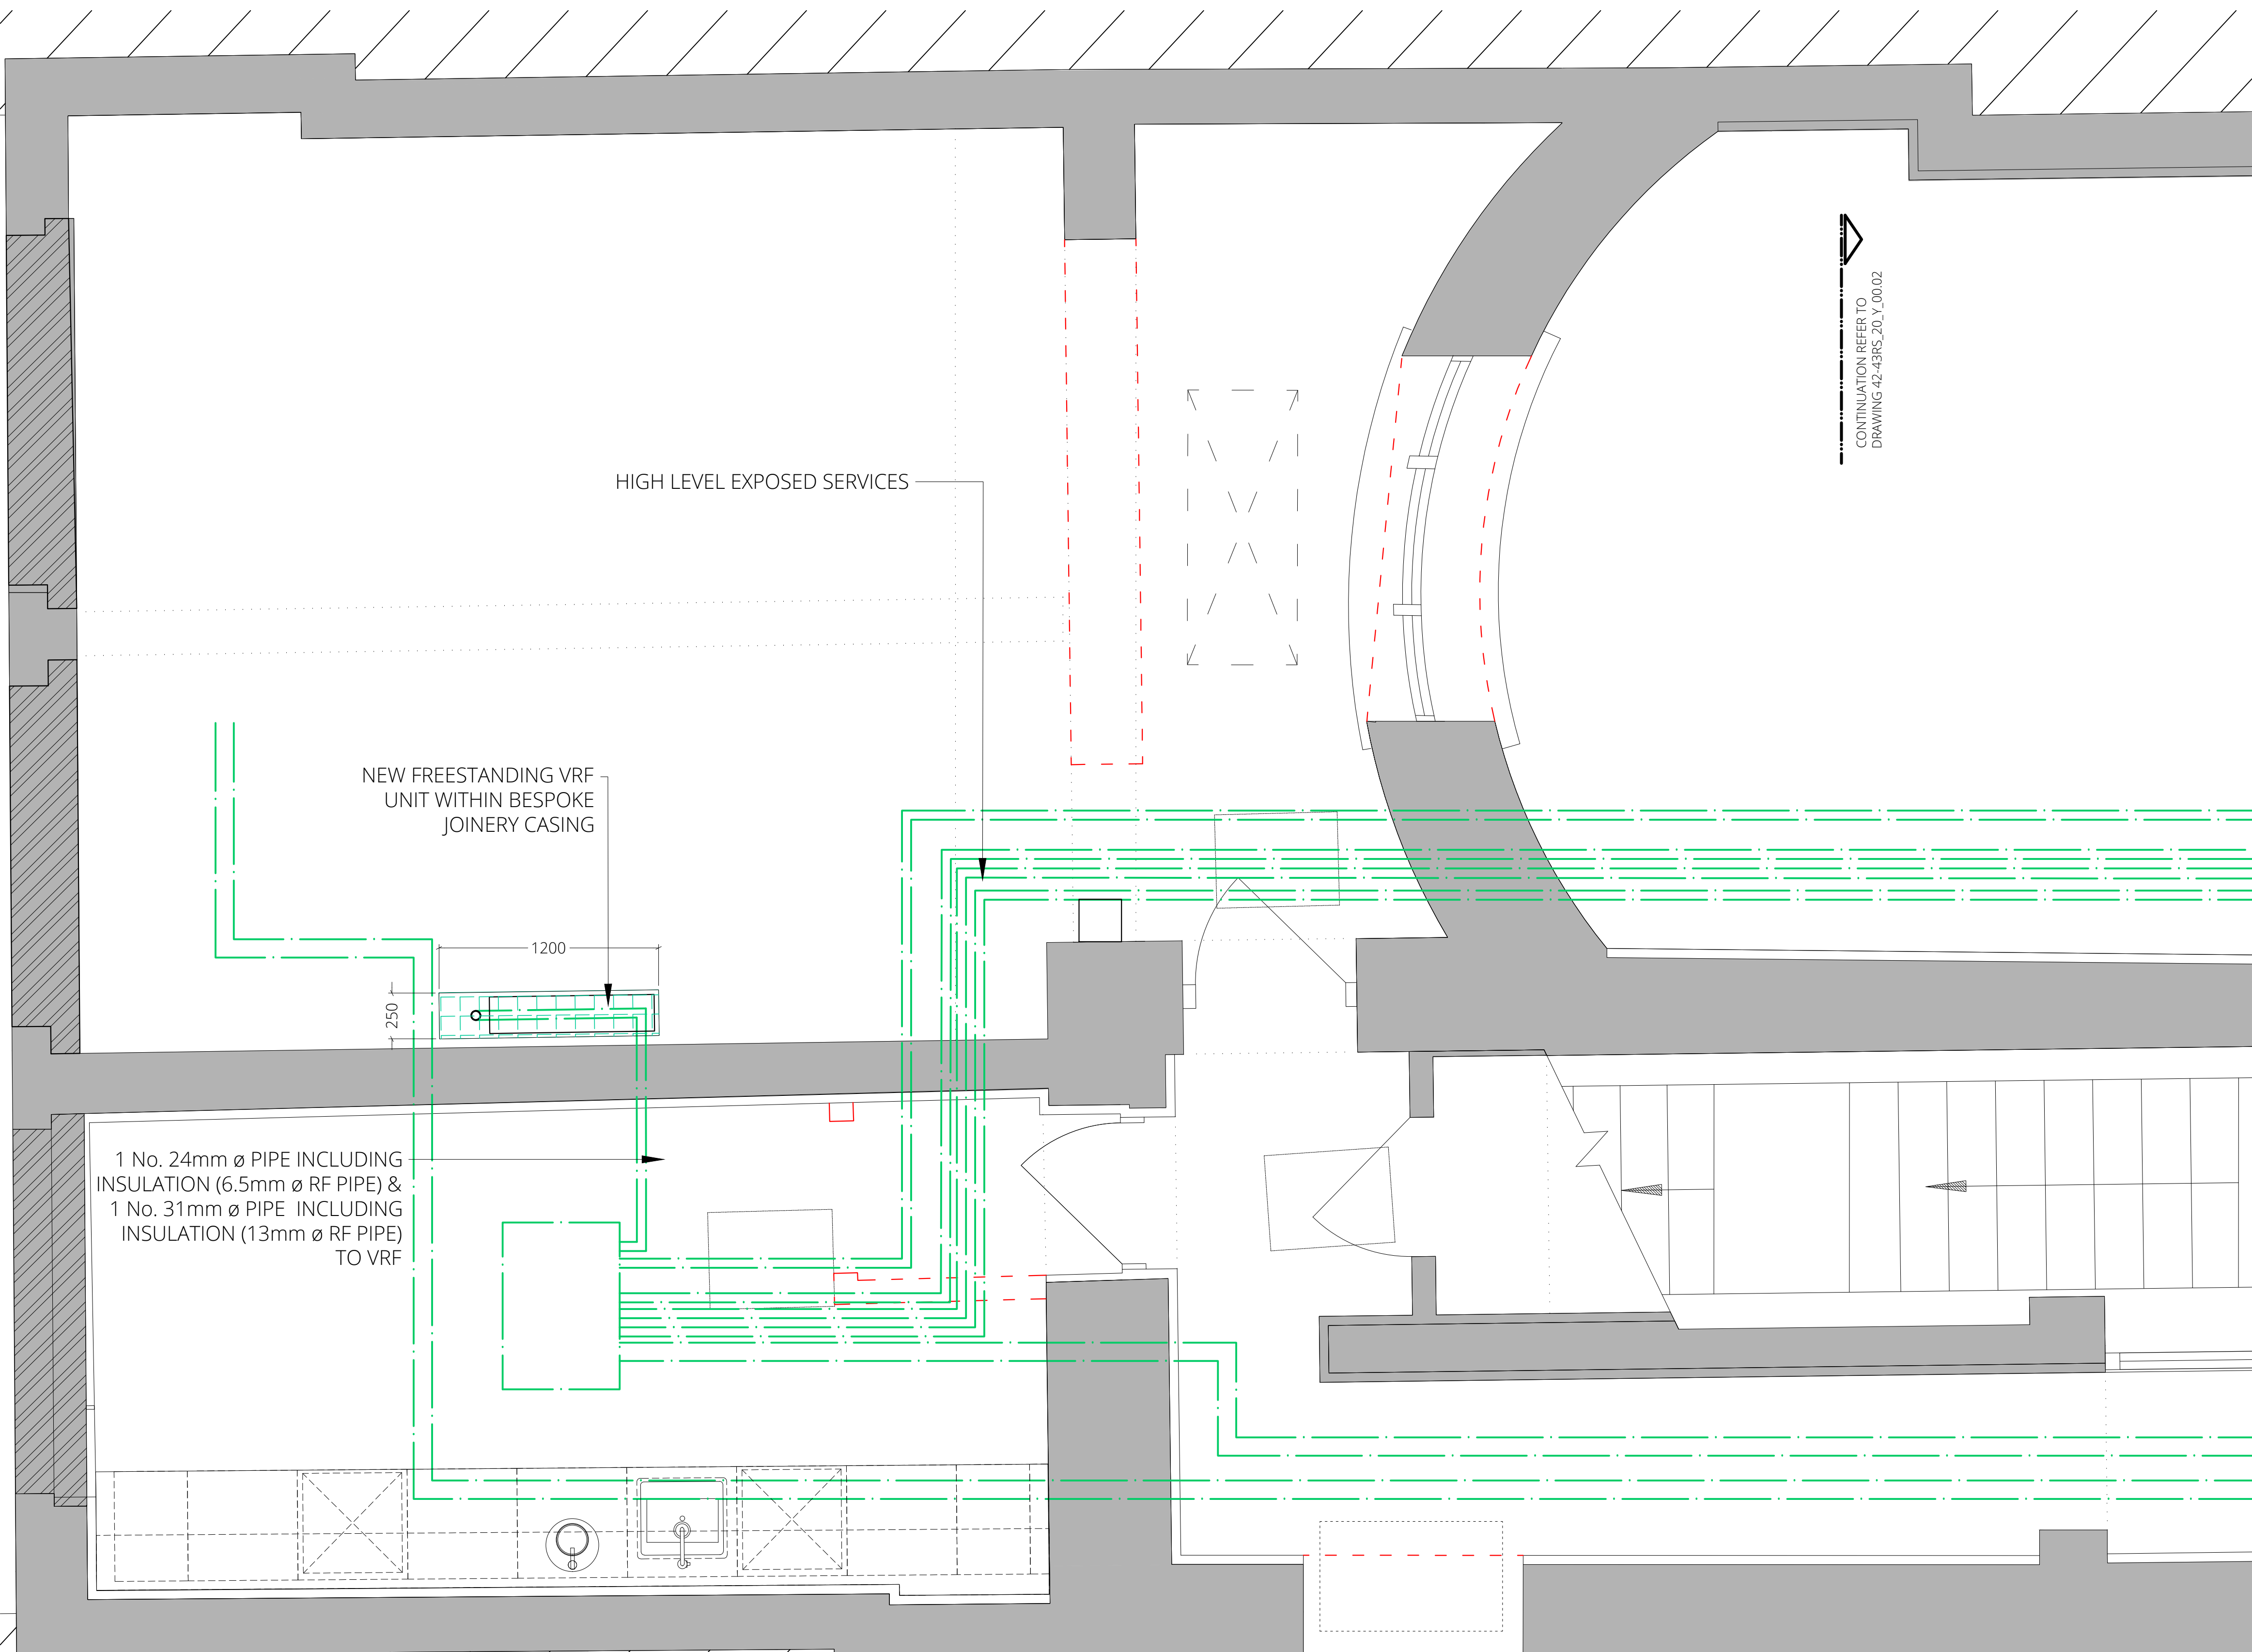 CONTINUATION REFER TO
DRAWING 42-43RS_20_Y_00.02
HIGH LEVEL EXPOSED SERVICES
NEW FREESTANDING VRF
UNIT WITHIN BESPOKE
JOINERY CASING
1200
250
1 No. 24mm ø PIPE INCLUDING
INSULATION (6.5mm ø RF PIPE) &
1 No. 31mm ø PIPE INCLUDING
INSULATION (13mm ø RF PIPE)
TO VRF